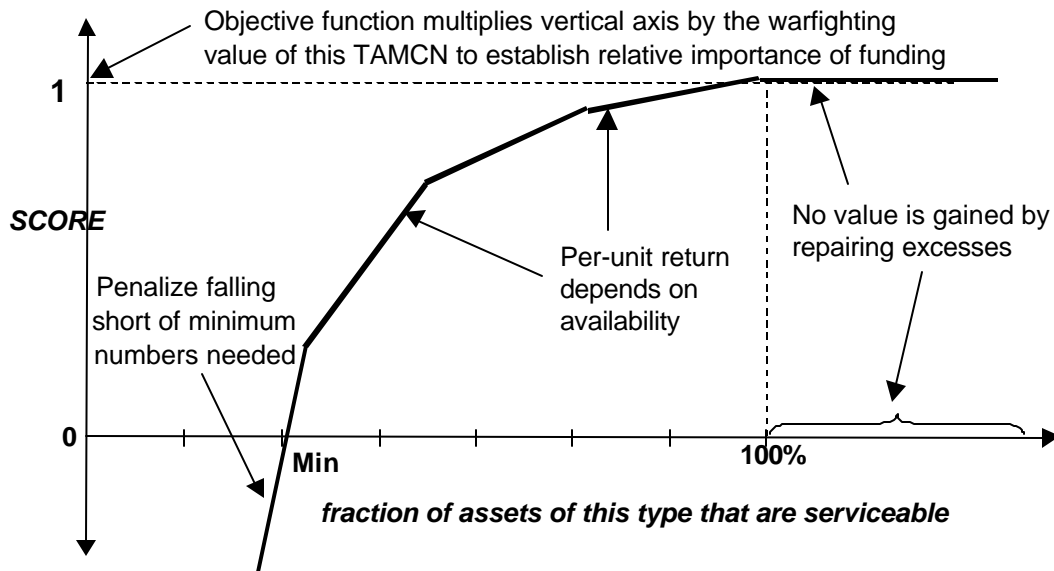 Objective function multiplies vertical axis by the warfighting
value of this TAMCN to establish relative importance of funding
1
SCORE
No value is gained by
repairing excesses
Per-unit return
depends on
availability
Penalize falling
short of minimum
numbers needed
0
Min
100%
fraction of assets of this type that are serviceable